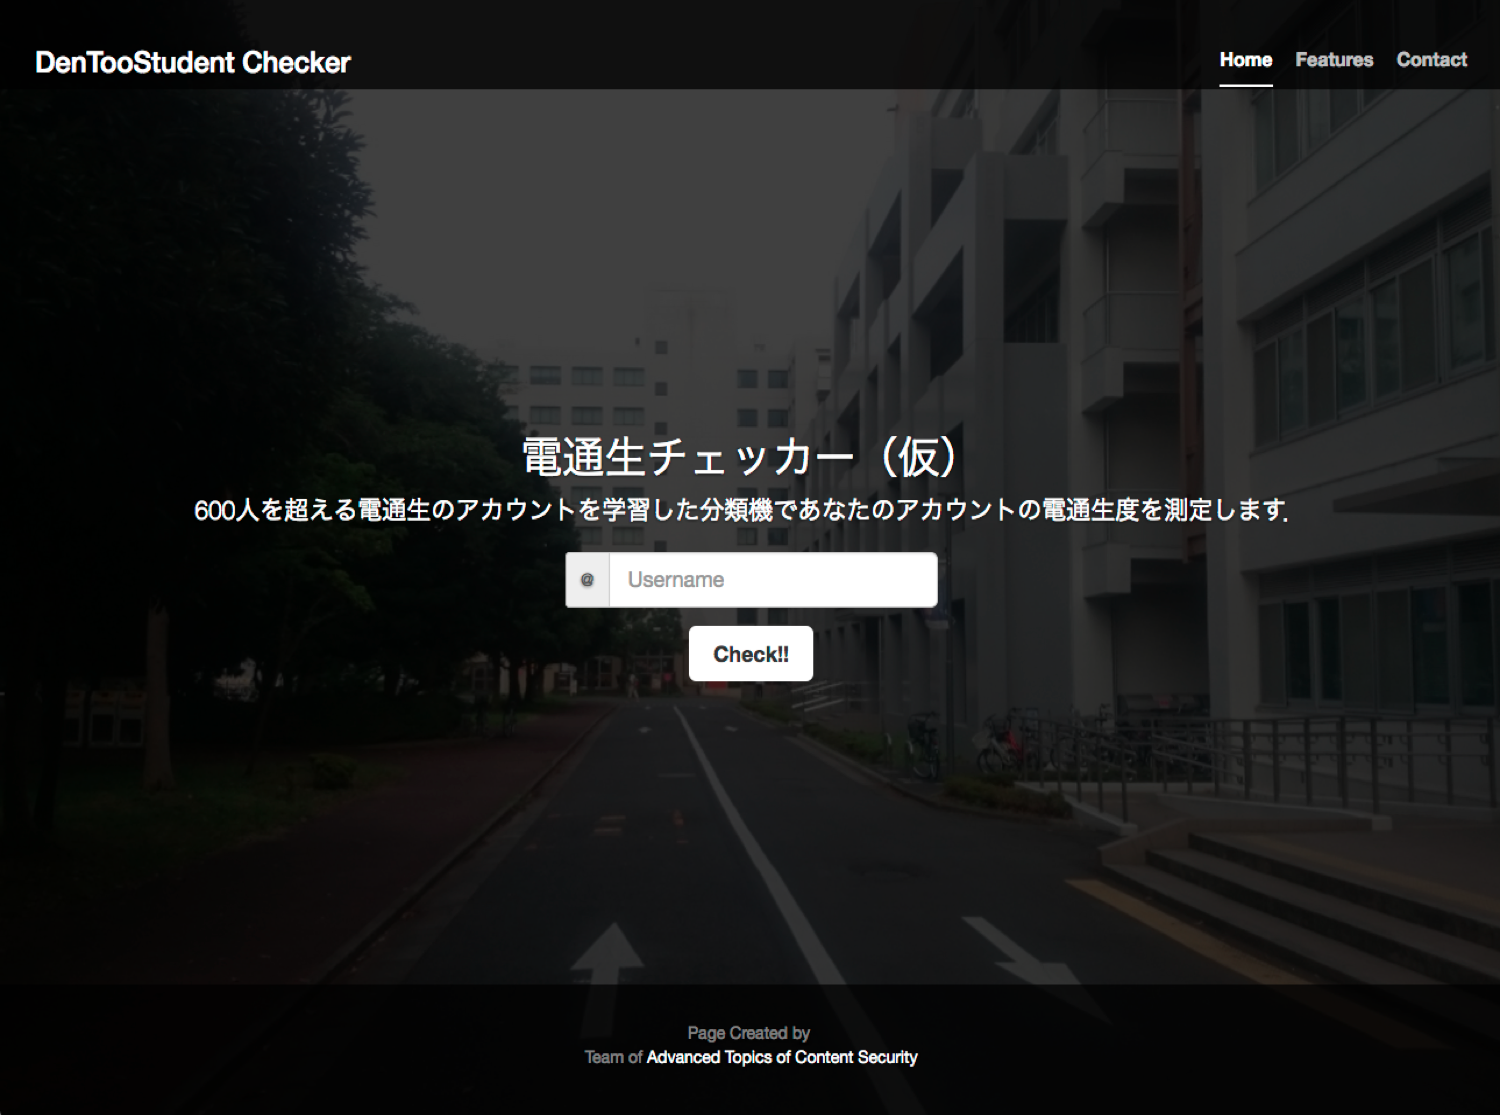 DenTooStudent Checker
Home Features Contact
電通生チェッカー（仮）
600人を超える電通生のアカウントを学習した分類機であなたのアカウントの電通生度を測定します.
@ Username
Check!!
Page Created by
Team of Advanced Topics of Content Security